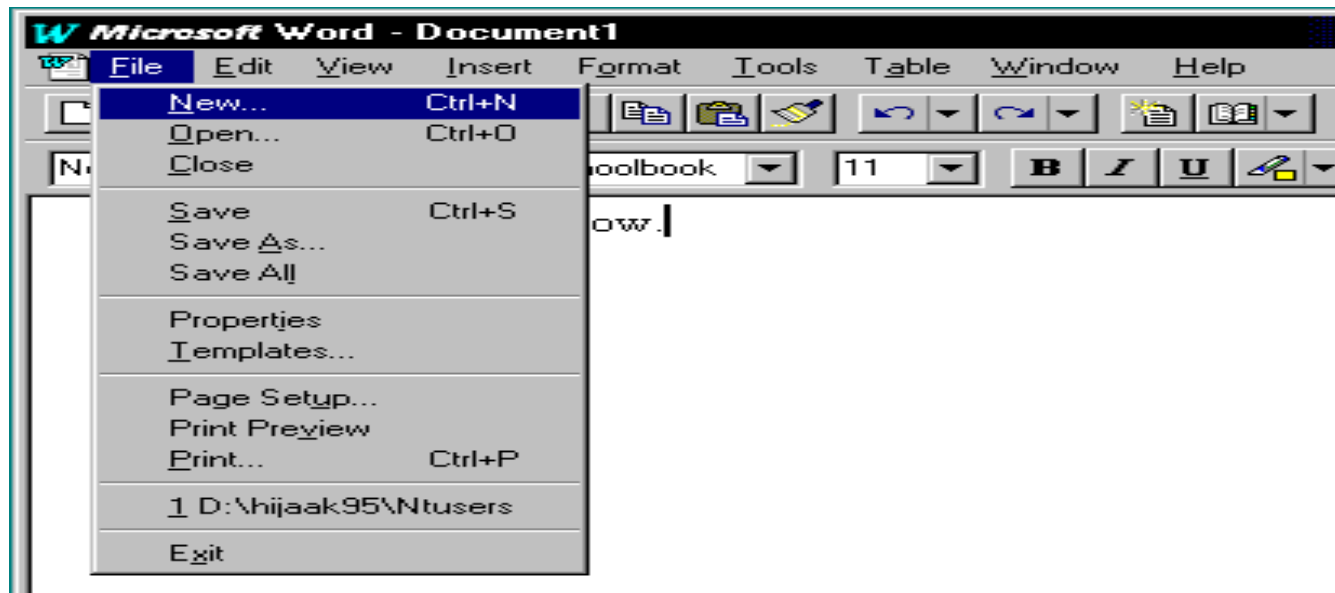 Microsoft Word - Document1
File Edit View Insert Format Tools Table Window Help
New... Ctrl+N
Open... Ctrl+O
Close
oolbook 11 B I U
Save Ctrl+S
ow.
Save As...
Save All
Properties
Templates...
Page Setup...
Print Preview
Print... Ctrl+P
1 D:\hijaak95\Ntusers
Exit